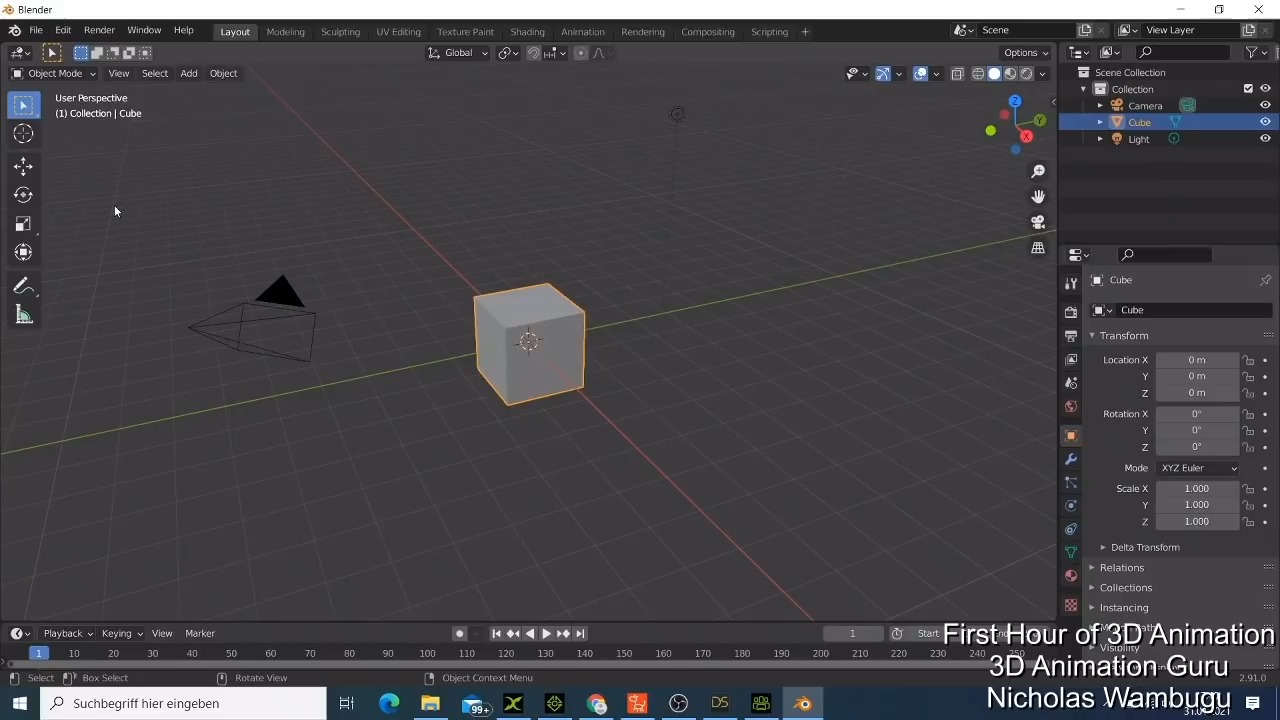 Blender
File Edit Render Window Help
Layout Modeling Sculpting UV Editing Texture Paint Shading Animation Rendering Compositing Scripting +
Scene
View Layer
Global
Options
Object Mode View Select Add Object
User Perspective
(1) Collection | Cube
Z
Y
X
Scene Collection
Collection
Camera
Cube
Light
Cube
Cube
Transform
Location X 0 m
Y 0 m
Z 0 m
Rotation X 0°
Y 0°
Z 0°
Mode XYZ Euler
Scale X 1.000
Y 1.000
Z 1.000
Delta Transform
Relations
Collections
Instancing
Visibility
Playback Keying View Marker
1 Start
1 10 20 30 40 50 60 70 80 90 100 110 120 130 140 150 160 170 180 190 200 210 220 230 240 250
Select Box Select Rotate View Object Context Menu
2.91.0
First Hour of 3D Animation
3D Animation Guru
Nicholas Wambugu
Suchbegriff hier eingeben
99+
DS